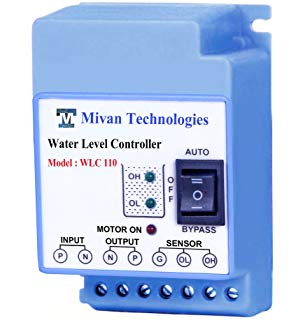 M Mivan Technologies
Water Level Controller
Model : WLC 110
AUTO
OH
OL
OFF
MOTOR ON
BYPASS
INPUT OUTPUT SENSOR
P N N P G OL OH